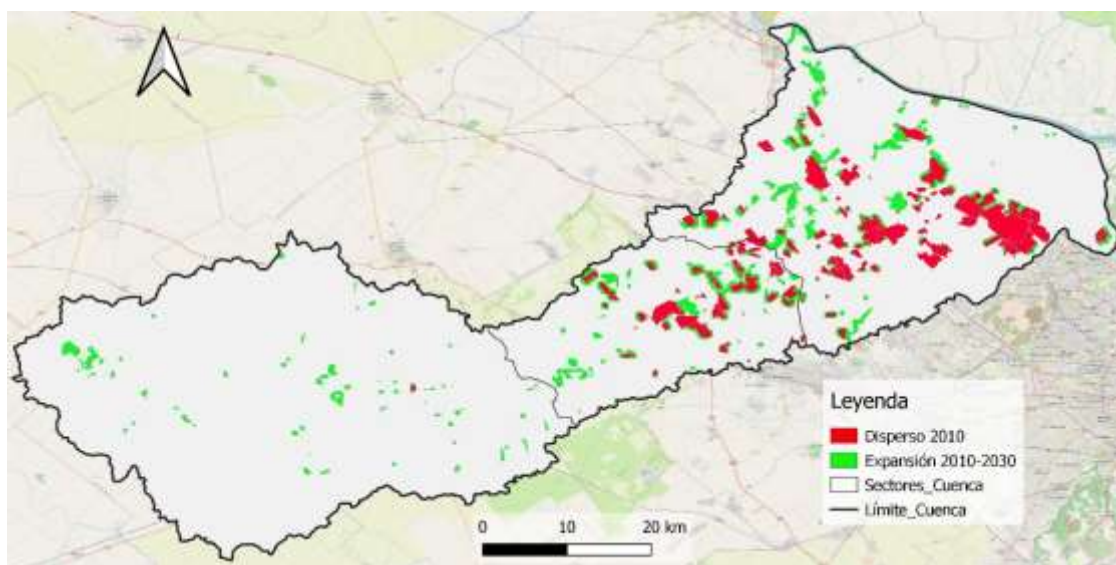 Leyenda
Disperso 2010
Expansión 2010-2030
Sectores_Cuenca
Límite_Cuenca
0 10 20 km